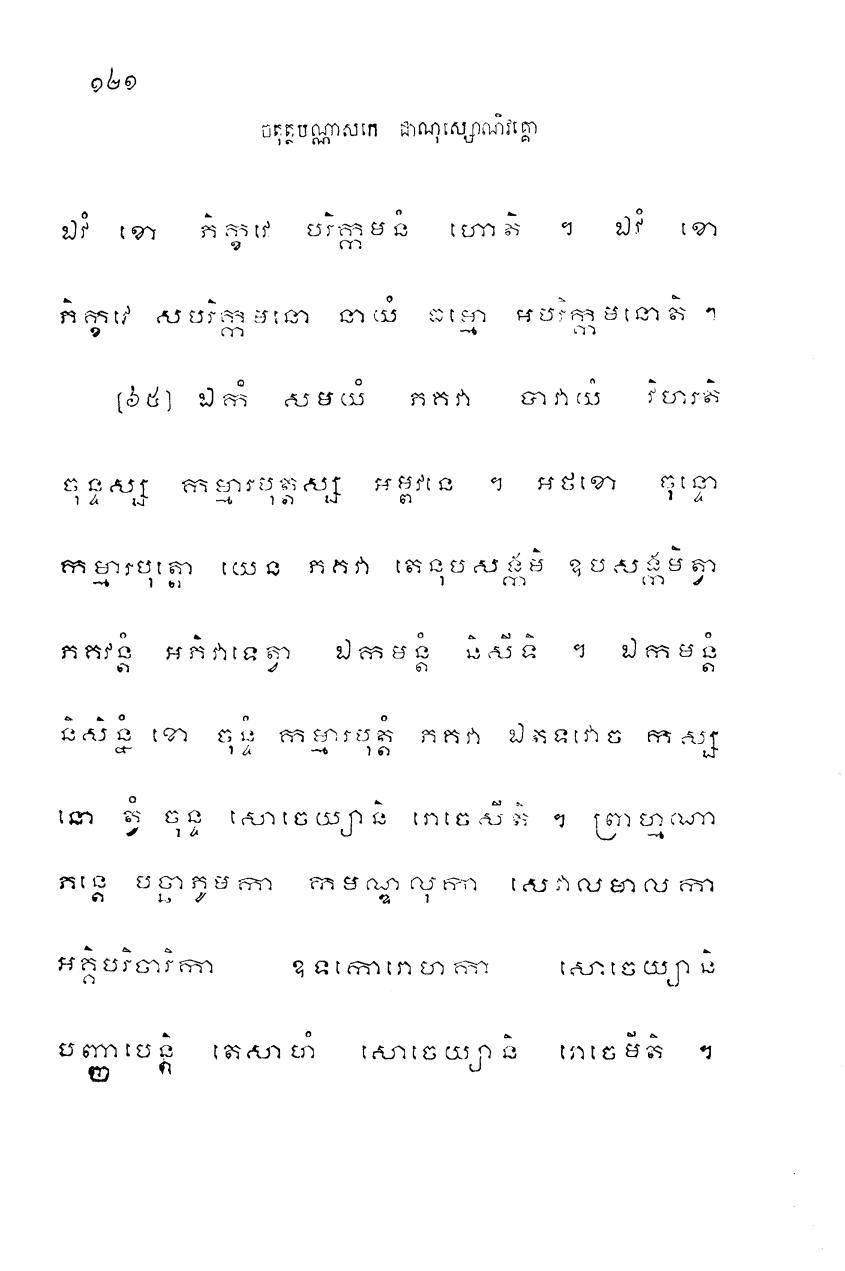 ១២១
ចតុត្ថបណ្ណាសកេ ជាណុស្សោណិវគ្គោ
ឯវំ ខោ ភិក្ខវេ បរិក្កមនំ ហោតិ ។ ឯវំ ខោ
ភិក្ខវេ សបរិក្កមនោ នាយំ ធម្មោ អបរិក្កមនោតិ ។
[៦៥] ឯកំ សមយំ ភគវា បាវាយំ វិហរតិ
ចុន្ទស្ស កម្មារបុត្តស្ស អម្ពវនេ ។ អថខោ ចុន្ទោ
កម្មារបុត្តោ យេន ភគវា តេនុបសង្កមិ ឧបសង្កមិត្វា
ភគវន្តំ អភិវាទេត្វា ឯកមន្តំ និសីទិ ។ ឯកមន្តំ
និសិន្នំ ខោ ចុន្ទំ កម្មារបុត្តំ ភគវា ឯតទវោច កស្ស
នោ ត្វំ ចុន្ទ សោចេយ្យានិ រោចេសីតិ ។ ព្រាហ្មណា
ភន្តេ បច្ឆាភូមកា កមណ្ឌលុកា សេវាលមាលកា
អគ្គិបរិចារិកា ឧទកោរោហកា សោចេយ្យានិ
បញ្ញាបេន្តិ តេសាហំ សោចេយ្យានិ រោចេមីតិ ។